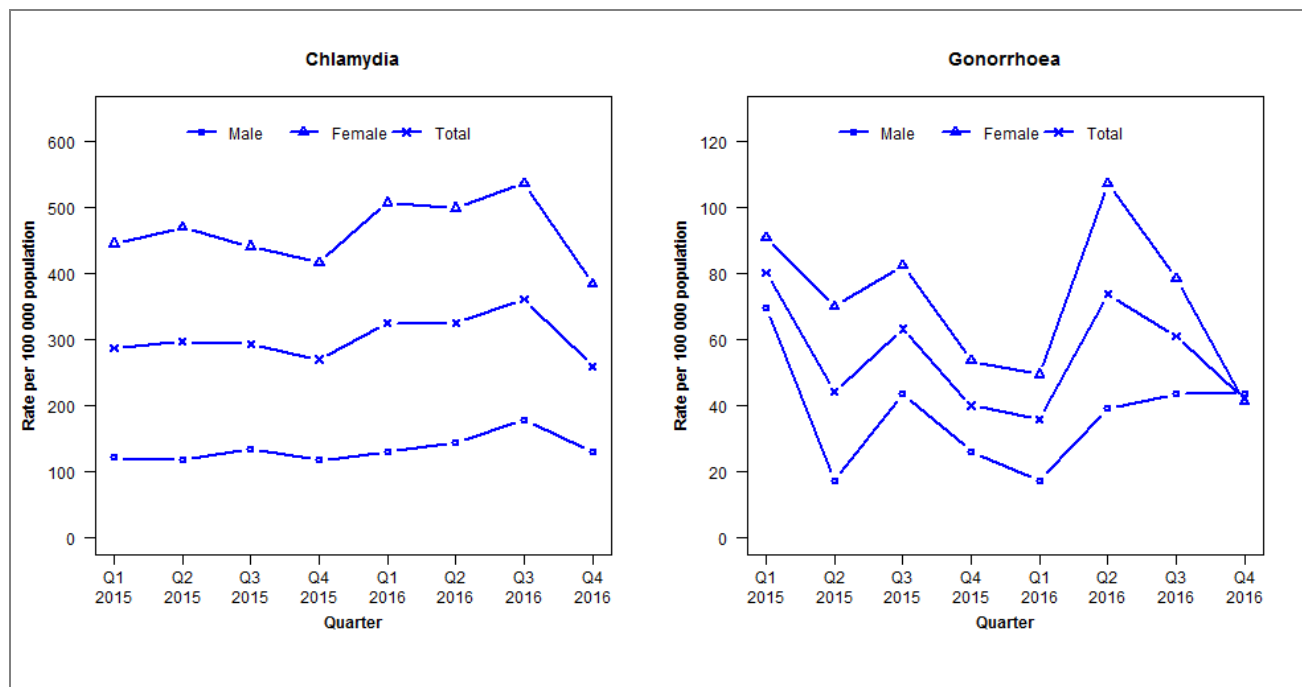 Chlamydia
Male Female Total
600
500
400
300
200
100
0
Rate per 100 000 population
Q1 Q2 Q3 Q4 Q1 Q2 Q3 Q4
2015 2015 2015 2015 2016 2016 2016 2016
Quarter
Gonorrhoea
Male Female Total
120
100
80
60
40
20
0
Rate per 100 000 population
Q1 Q2 Q3 Q4 Q1 Q2 Q3 Q4
2015 2015 2015 2015 2016 2016 2016 2016
Quarter